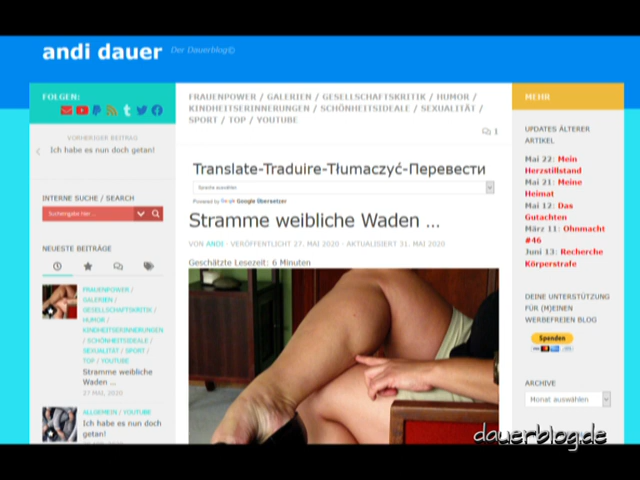 andi dauer
Der Dauerblog©
FOLGEN:
VORHERIGER BEITRAG
Ich habe es nun doch getan!
INTERNE SUCHE / SEARCH
Suchbegriff hier ...
NEUESTE BEITRÄGE
FRAUENPOWER /
GALERIEN /
GESELLSCHAFTSKRITIK /
HUMOR /
KINDHEITSERINNERUNGEN
/ SCHÖNHEITSIDEALE /
SEXUALITÄT / SPORT /
TOP / YOUTUBE
Stramme weibliche
Waden ...
27 MAI, 2020
ALLGEMEIN / YOUTUBE
Ich habe es nun doch
getan!
FRAUENPOWER / GALERIEN / GESELLSCHAFTSKRITIK / HUMOR /
KINDHEITSERINNERUNGEN / SCHÖNHEITSIDEALE / SEXUALITÄT /
SPORT / TOP / YOUTUBE
1
Translate-Traduire-Tłumaczyć-Перевести
Sprache auswählen
Powered by Google Übersetzer
Stramme weibliche Waden ...
VON ANDI · VERÖFFENTLICHT 27. MAI 2020 · AKTUALISIERT 31. MAI 2020
Geschätzte Lesezeit: 6 Minuten
MEHR
UPDATES ÄLTERER
ARTIKEL
Mai 22: Mein
Herzstillstand
Mai 21: Meine
Heimat
Mai 12: Das
Gutachten
März 11: Ohnmacht
#46
Juni 13: Recherche
Körperstrafe
DEINE UNTERSTÜTZUNG
FÜR (M)EINEN
WERBEFREIEN BLOG
Spenden
ARCHIVE
Monat auswählen
dauerblog.de